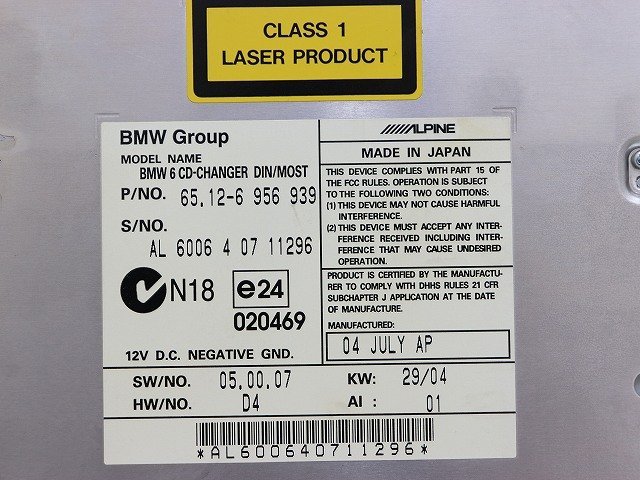 CLASS 1
LASER PRODUCT
BMW Group
MODEL NAME
BMW 6 CD-CHANGER DIN/MOST
P/NO. 65.12-6 956 939
S/NO.
AL 6006 4 07 11296
N18 e24
020469
12V D.C. NEGATIVE GND.
ALPINE
MADE IN JAPAN
THIS DEVICE COMPLIES WITH PART 15 OF
THE FCC RULES. OPERATION IS SUBJECT
TO THE FOLLOWING TWO CONDITIONS:
(1) THIS DEVICE MAY NOT CAUSE HARMFUL
INTERFERENCE.
(2) THIS DEVICE MUST ACCEPT ANY INTER-
FERENCE RECEIVED INCLUDING INTER-
FERENCE THAT MAY CAUSE UNDESIRED
OPERATION.
PRODUCT IS CERTIFIED BY THE MANUFACTU-
RER TO COMPLY WITH DHHS RULES 21 CFR
SUBCHAPTER J APPLICATION AT THE DATE
OF MANUFACTURE.
MANUFACTURED:
04 JULY AP
SW/NO. 05.00.07 KW: 29/04
HW/NO. D4 AI : 01
*AL600640711296*